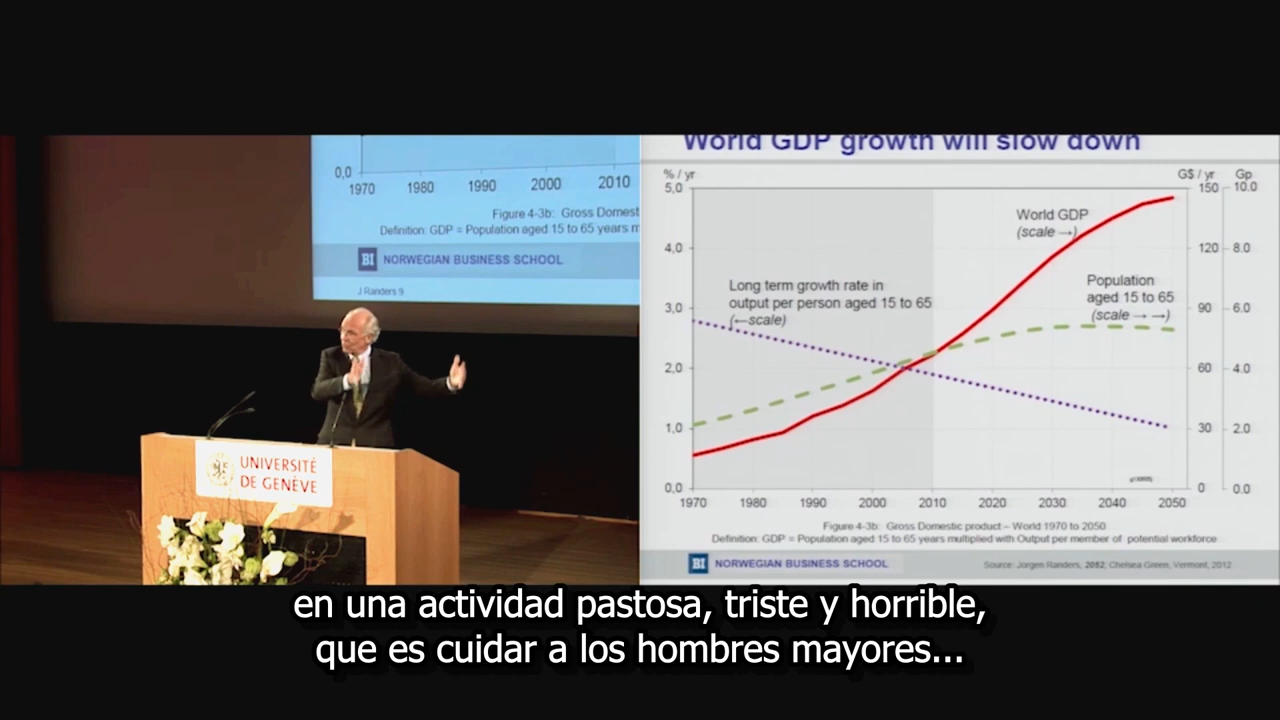 0,0
1970 1980 1990 2000 2010
Figure 4-3b: Gross Domest
Definition: GDP = Population aged 15 to 65 years m
BI NORWEGIAN BUSINESS SCHOOL
J Randers 9
UNIVERSITÉ
DE GENÈVE
World GDP growth will slow down
% / yr G$ / yr Gp
5,0 150 10.0
World GDP
(scale →)
4,0 120 8.0
Long term growth rate in
output per person aged 15 to 65
(←scale)
Population
aged 15 to 65
(scale → →)
3,0 90 6.0
2,0 60 4.0
1,0 30 2.0
0,0 0 0.0
1970 1980 1990 2000 2010 2020 2030 2040 2050
Figure 4-3b: Gross Domestic product – World 1970 to 2050
Definition: GDP = Population aged 15 to 65 years multiplied with Output per member of potential workforce
BI NORWEGIAN BUSINESS SCHOOL
Source: Jorgen Randers, 2052, Chelsea Green, Vermont, 2012
en una actividad pastosa, triste y horrible,
que es cuidar a los hombres mayores...